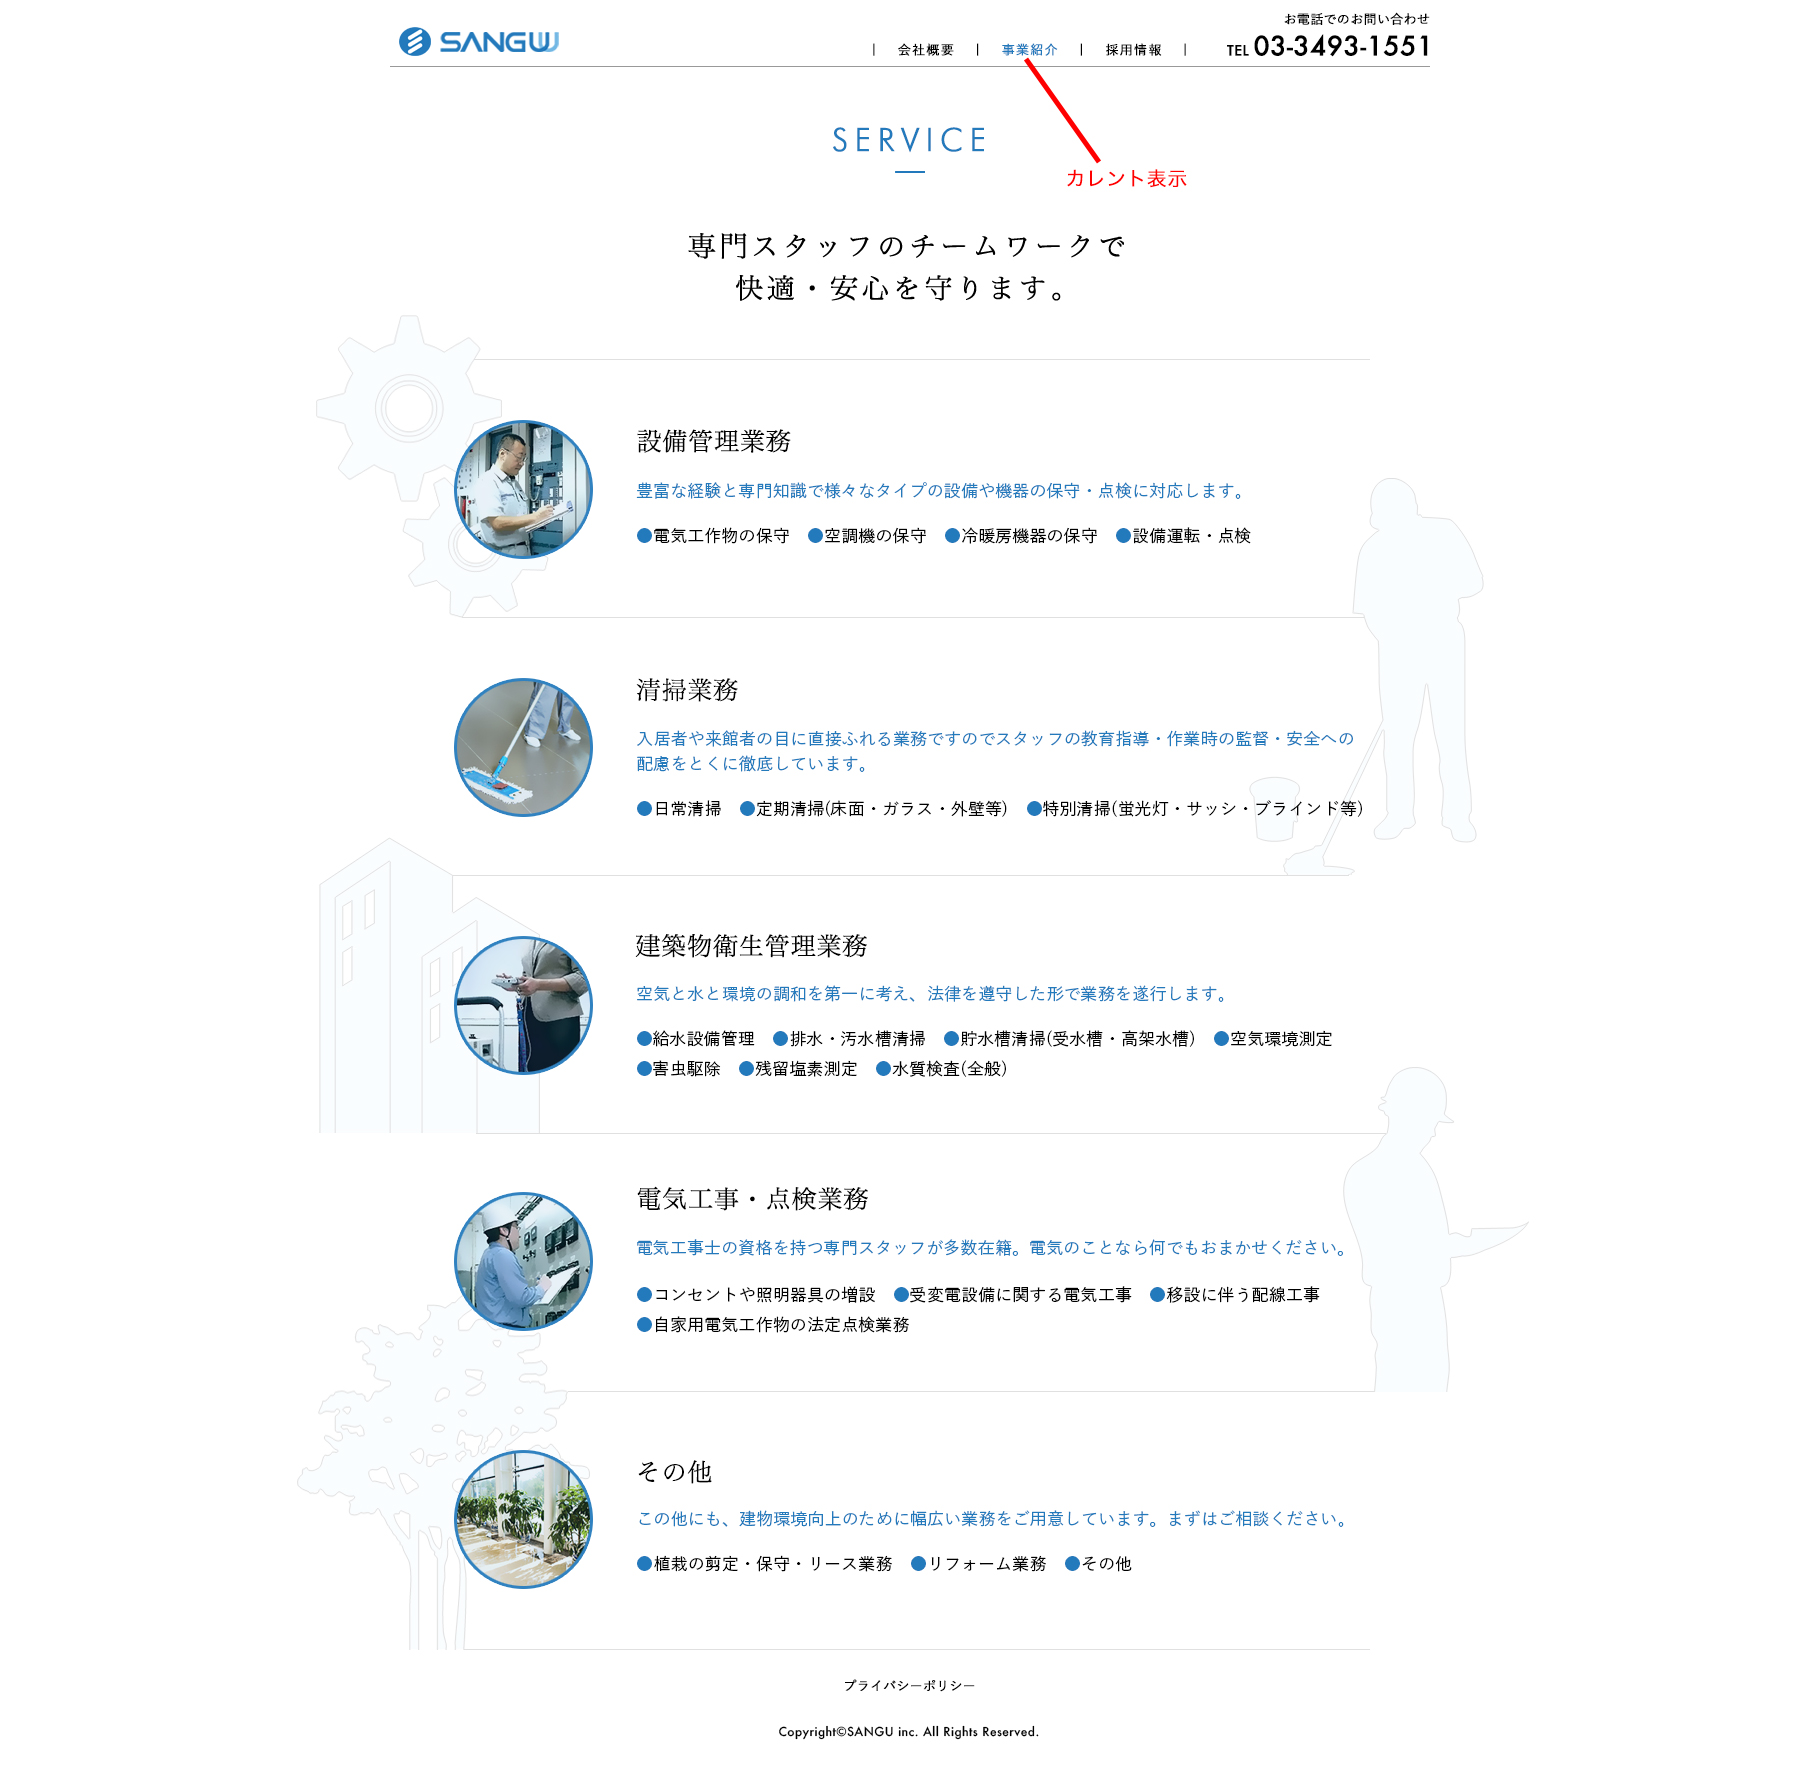 お電話でのお問い合わせ
SANGW
| 会社概要 | 事業紹介 | 採用情報 | TEL 03-3493-1551
SERVICE
カレント表示
専門スタッフのチームワークで
快適・安心を守ります。
設備管理業務
豊富な経験と専門知識で様々なタイプの設備や機器の保守・点検に対応します。
●電気工作物の保守 ●空調機の保守 ●冷暖房機器の保守 ●設備運転・点検
清掃業務
入居者や来館者の目に直接ふれる業務ですのでスタッフの教育指導・作業時の監督・安全への
配慮をとくに徹底しています。
●日常清掃 ●定期清掃(床面・ガラス・外壁等) ●特別清掃(蛍光灯・サッシ・ブラインド等)
建築物衛生管理業務
空気と水と環境の調和を第一に考え、法律を遵守した形で業務を遂行します。
●給水設備管理 ●排水・汚水槽清掃 ●貯水槽清掃(受水槽・高架水槽) ●空気環境測定
●害虫駆除 ●残留塩素測定 ●水質検査(全般)
電気工事・点検業務
電気工事士の資格を持つ専門スタッフが多数在籍。電気のことなら何でもおまかせください。
●コンセントや照明器具の増設 ●受変電設備に関する電気工事 ●移設に伴う配線工事
●自家用電気工作物の法定点検業務
その他
この他にも、建物環境向上のために幅広い業務をご用意しています。まずはご相談ください。
●植栽の剪定・保守・リース業務 ●リフォーム業務 ●その他
プライバシーポリシー
Copyright©SANGU inc. All Rights Reserved.